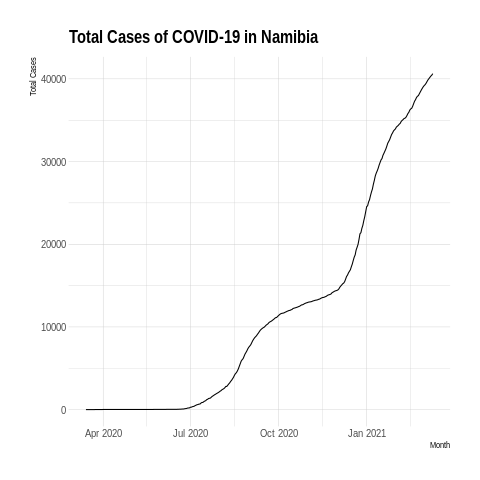 Total Cases of COVID-19 in Namibia
Total Cases
40000
30000
20000
10000
0
Apr 2020
Jul 2020
Oct 2020
Jan 2021
Month